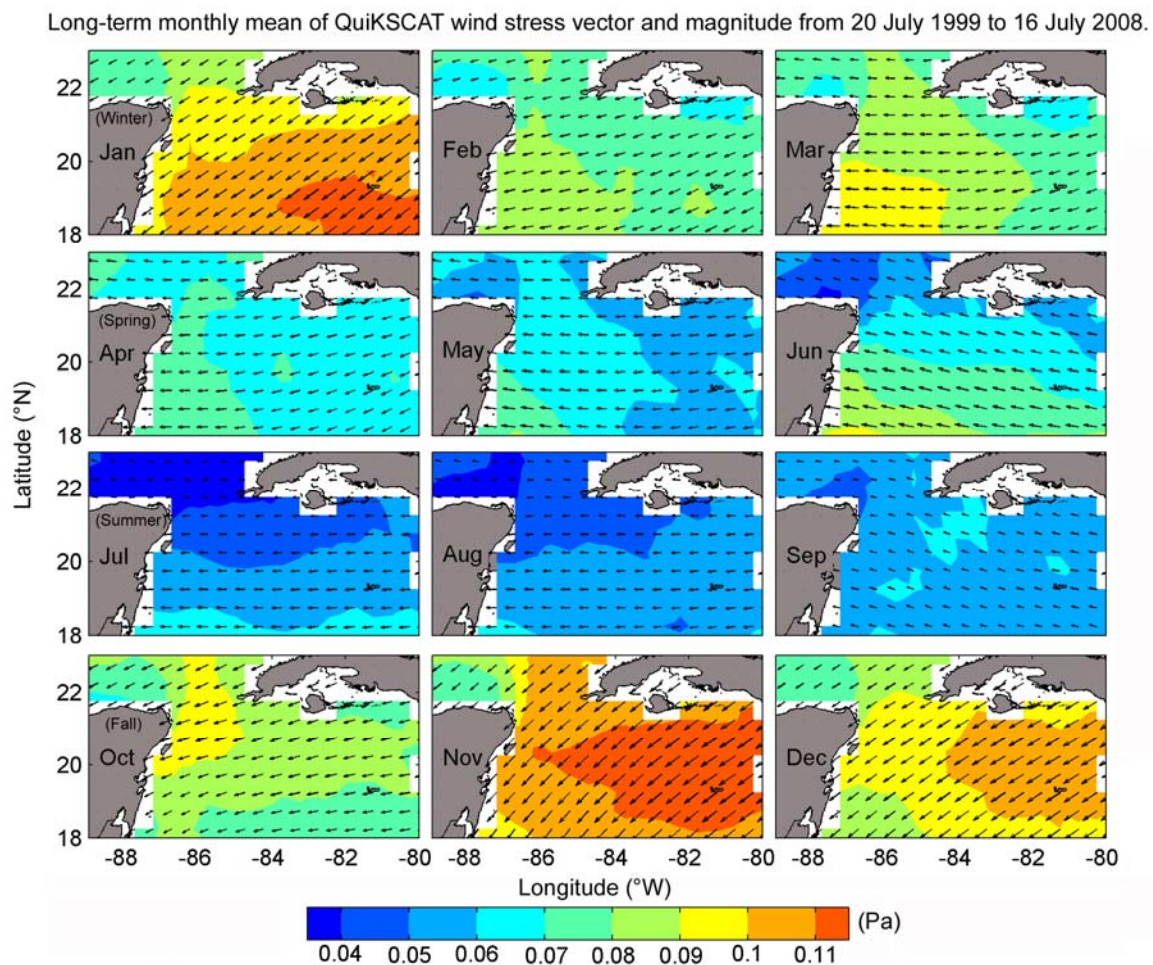 Long-term monthly mean of QuiKSCAT wind stress vector and magnitude from 20 July 1999 to 16 July 2008.
22
20
18
(Winter)
Jan
Feb
Mar
22
20
18
(Spring)
Apr
May
Jun
Latitude (°N)
22
20
18
(Summer)
Jul
Aug
Sep
22
20
18
(Fall)
Oct
Nov
Dec
-88 -86 -84 -82 -80 -88 -86 -84 -82 -80 -88 -86 -84 -82 -80
Longitude (°W)
(Pa)
0.04 0.05 0.06 0.07 0.08 0.09 0.1 0.11